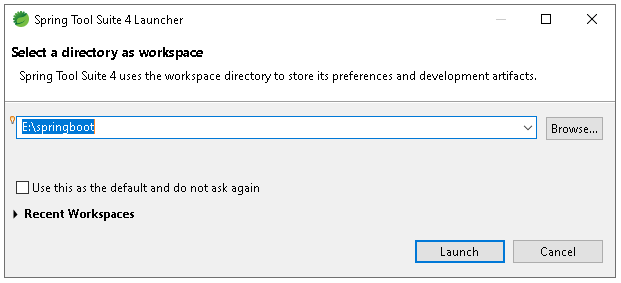 Spring Tool Suite 4 Launcher
Select a directory as workspace
Spring Tool Suite 4 uses the workspace directory to store its preferences and development artifacts.
E:\springboot
Browse...
Use this as the default and do not ask again
Recent Workspaces
Launch
Cancel